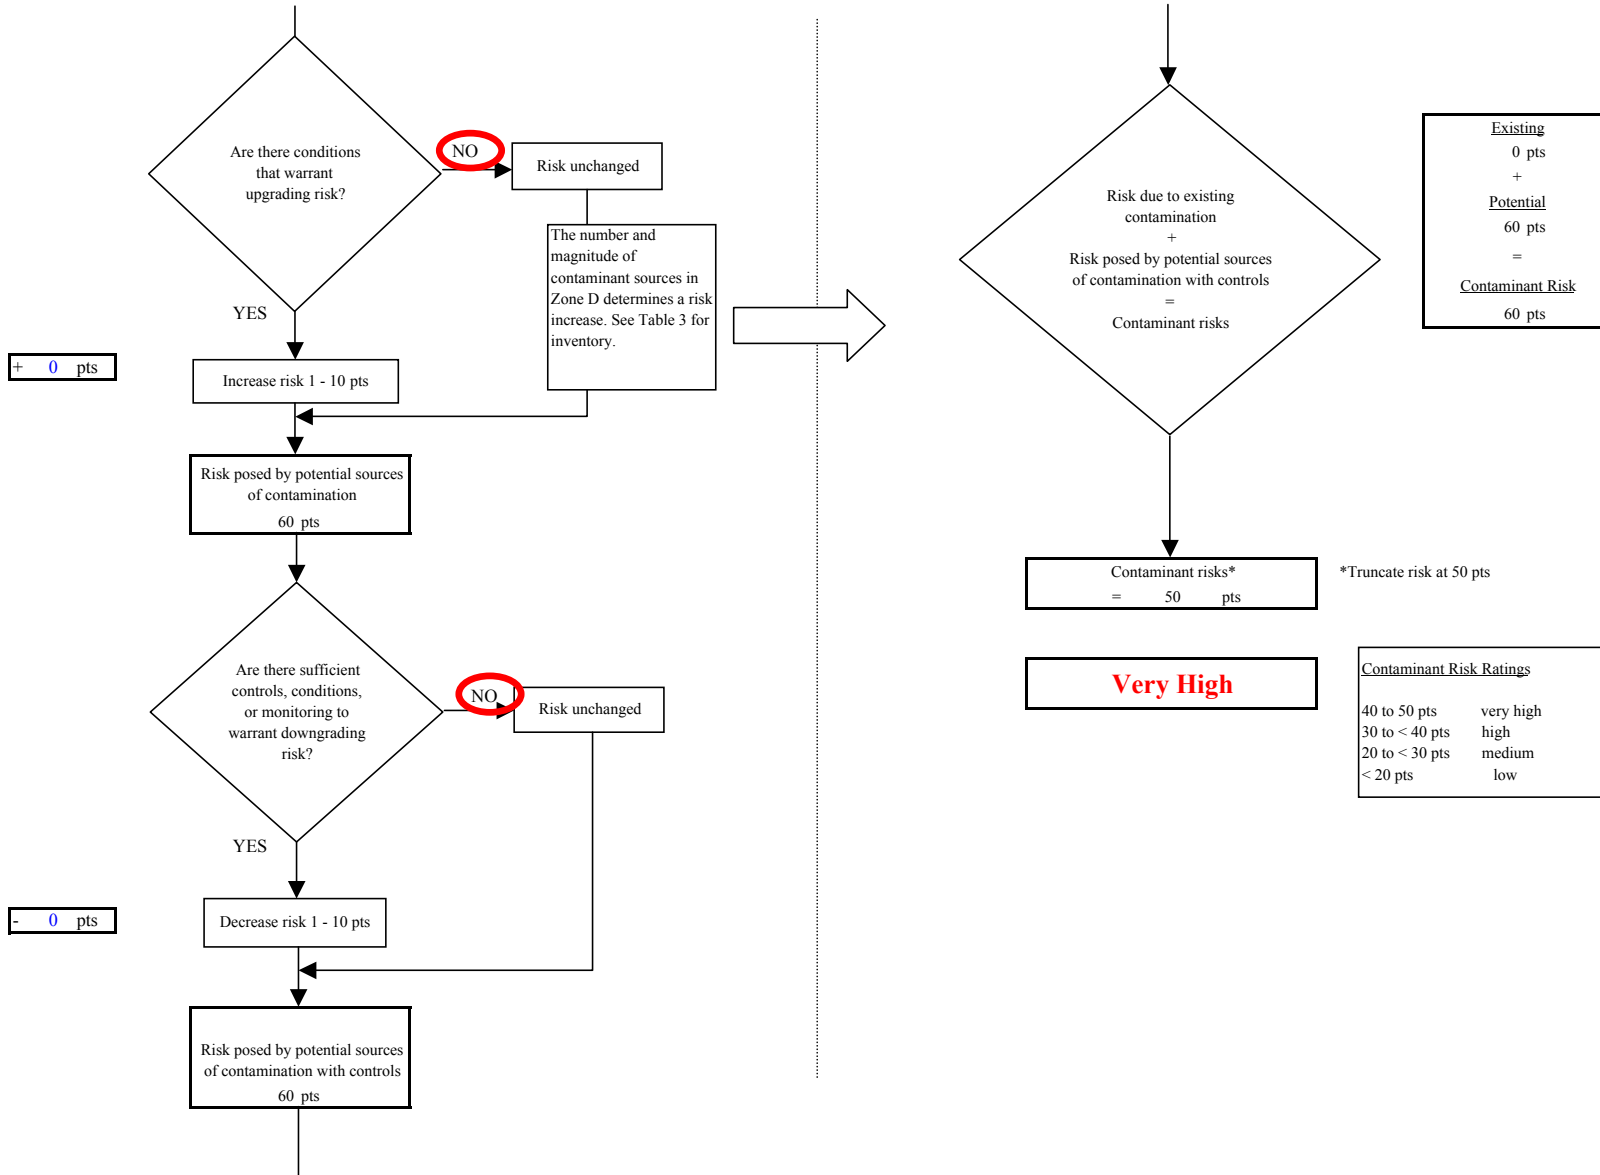 Are there conditions
that warrant
upgrading risk?
NO
Risk unchanged
The number and
magnitude of
contaminant sources in
Zone D determines a risk
increase. See Table 3 for
inventory.
YES
+ 0 pts
Increase risk 1 - 10 pts
Risk posed by potential sources
of contamination
60 pts
Are there sufficient
controls, conditions,
or monitoring to
warrant downgrading
risk?
NO
Risk unchanged
YES
- 0 pts
Decrease risk 1 - 10 pts
Risk posed by potential sources
of contamination with controls
60 pts
Risk due to existing
contamination
+
Risk posed by potential sources
of contamination with controls
=
Contaminant risks
Existing
0 pts
+
Potential
60 pts
=
Contaminant Risk
60 pts
Contaminant risks*
= 50 pts
*Truncate risk at 50 pts
Very High
Contaminant Risk Ratings
40 to 50 pts very high
30 to < 40 pts high
20 to < 30 pts medium
< 20 pts low